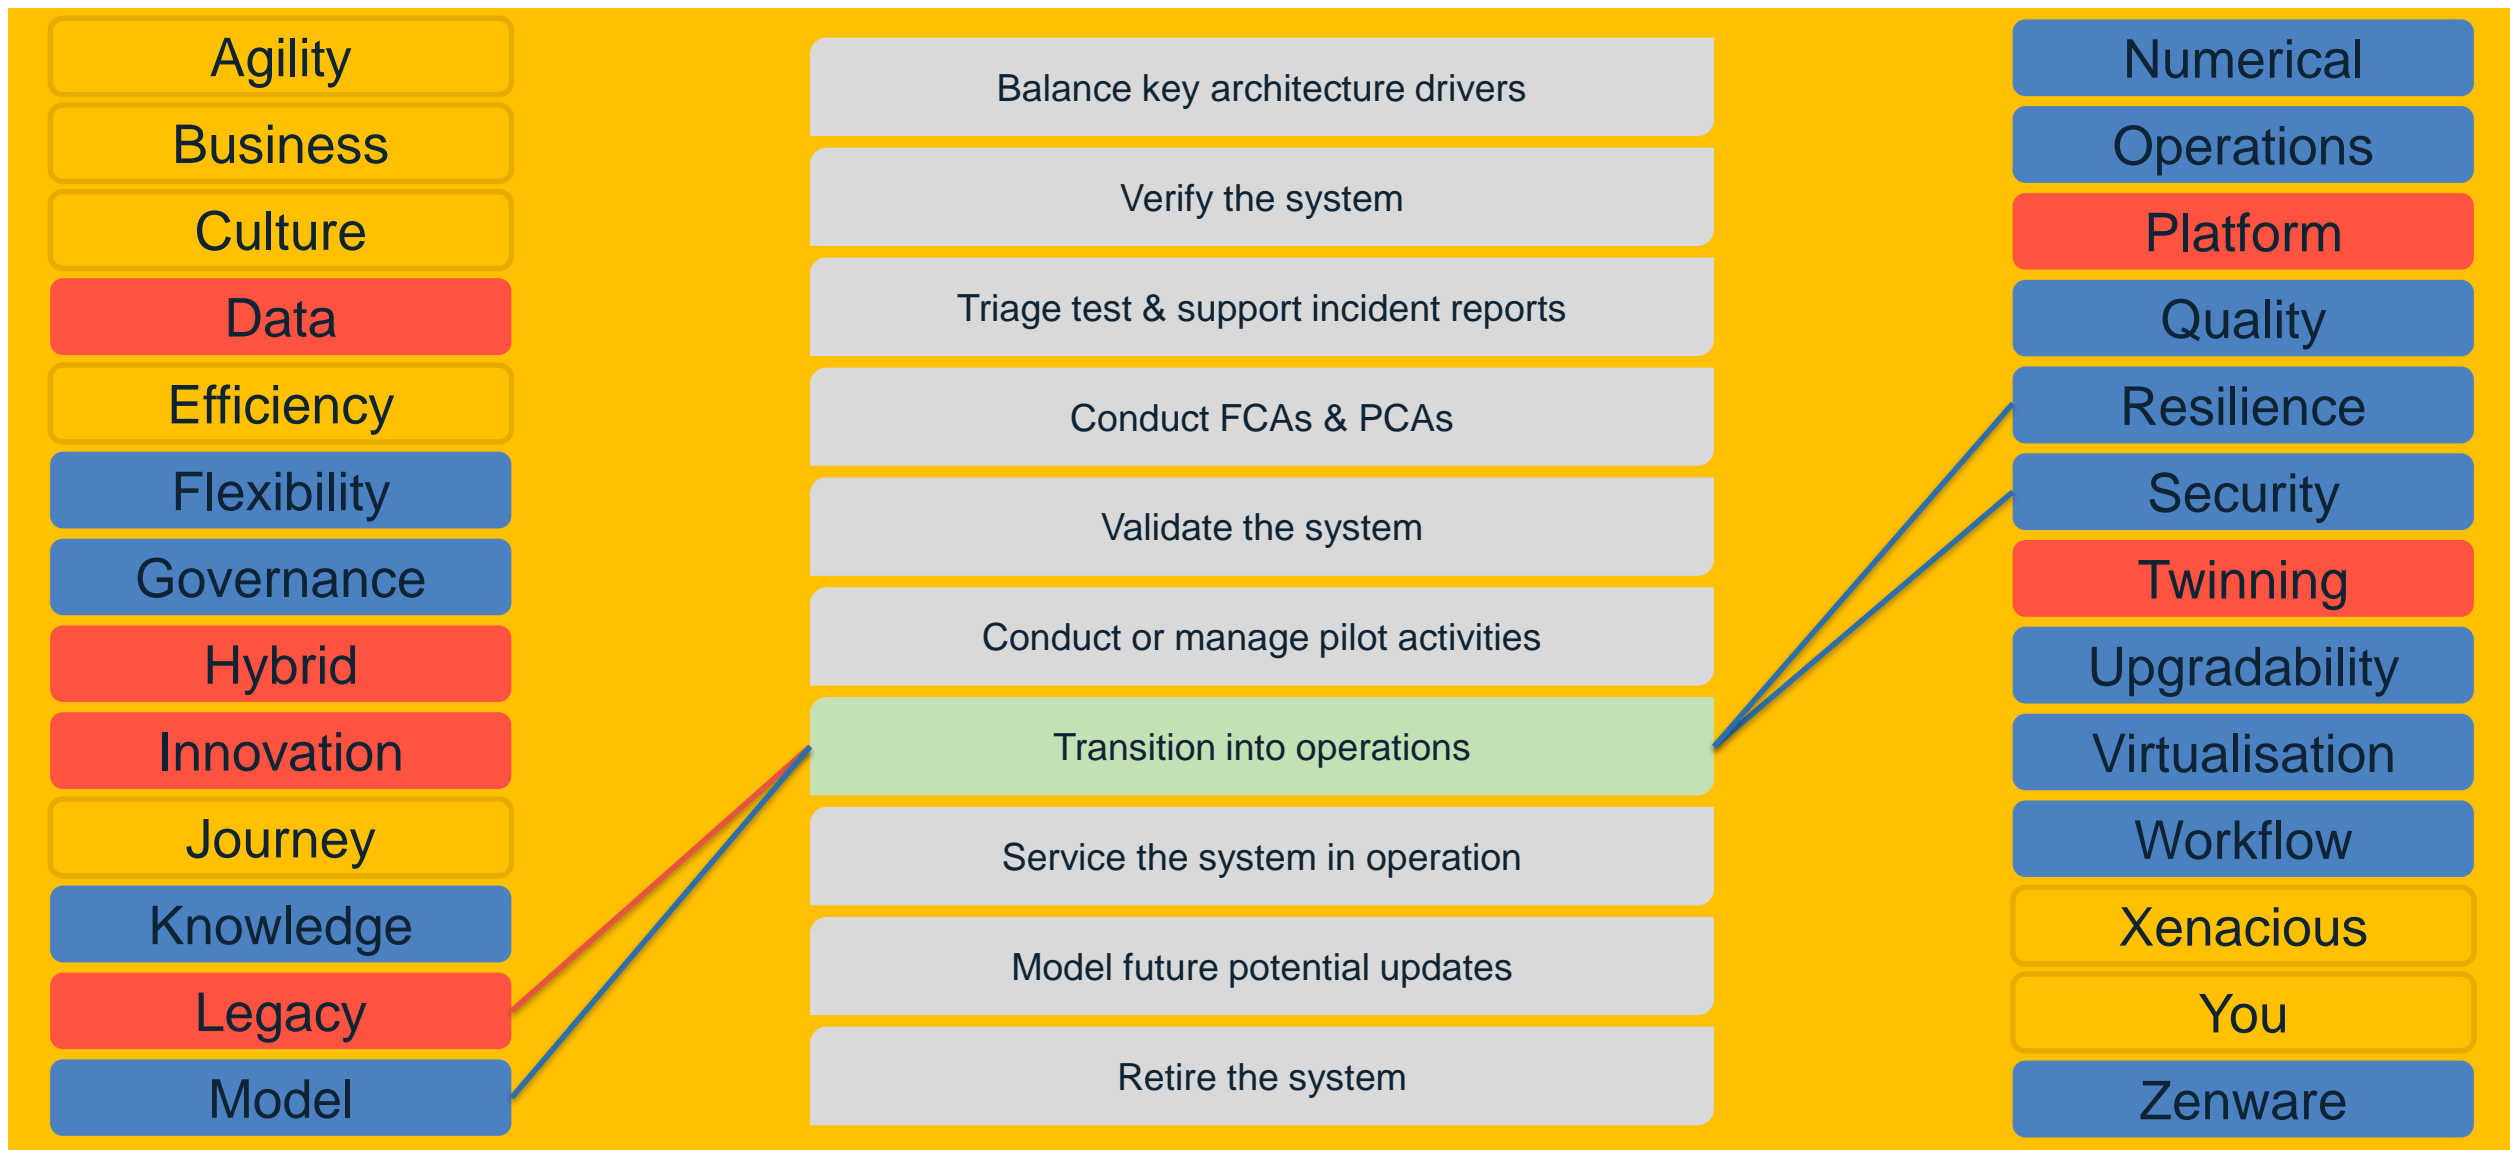 Agility
Business
Culture
Data
Efficiency
Flexibility
Governance
Hybrid
Innovation
Journey
Knowledge
Legacy
Model
Balance key architecture drivers
Verify the system
Triage test & support incident reports
Conduct FCAs & PCAs
Validate the system
Conduct or manage pilot activities
Transition into operations
Service the system in operation
Model future potential updates
Retire the system
Numerical
Operations
Platform
Quality
Resilience
Security
Twinning
Upgradability
Virtualisation
Workflow
Xenacious
You
Zenware